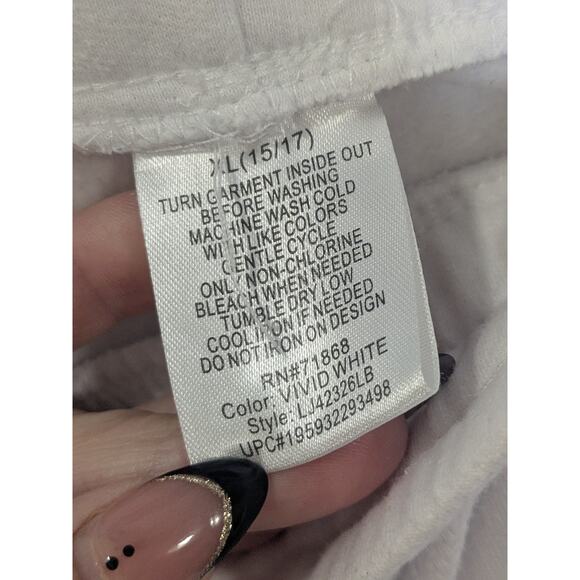 XL(15/17)
TURN GARMENT INSIDE OUT
BEFORE WASHING
MACHINE WASH COLD
WITH LIKE COLORS
GENTLE CYCLE
ONLY NON-CHLORINE
BLEACH WHEN NEEDED
TUMBLE DRY LOW
COOL IRON IF NEEDED
DO NOT IRON ON DESIGN
RN#71868
Color: VIVID WHITE
Style: LJ42326LB
UPC#195932293498